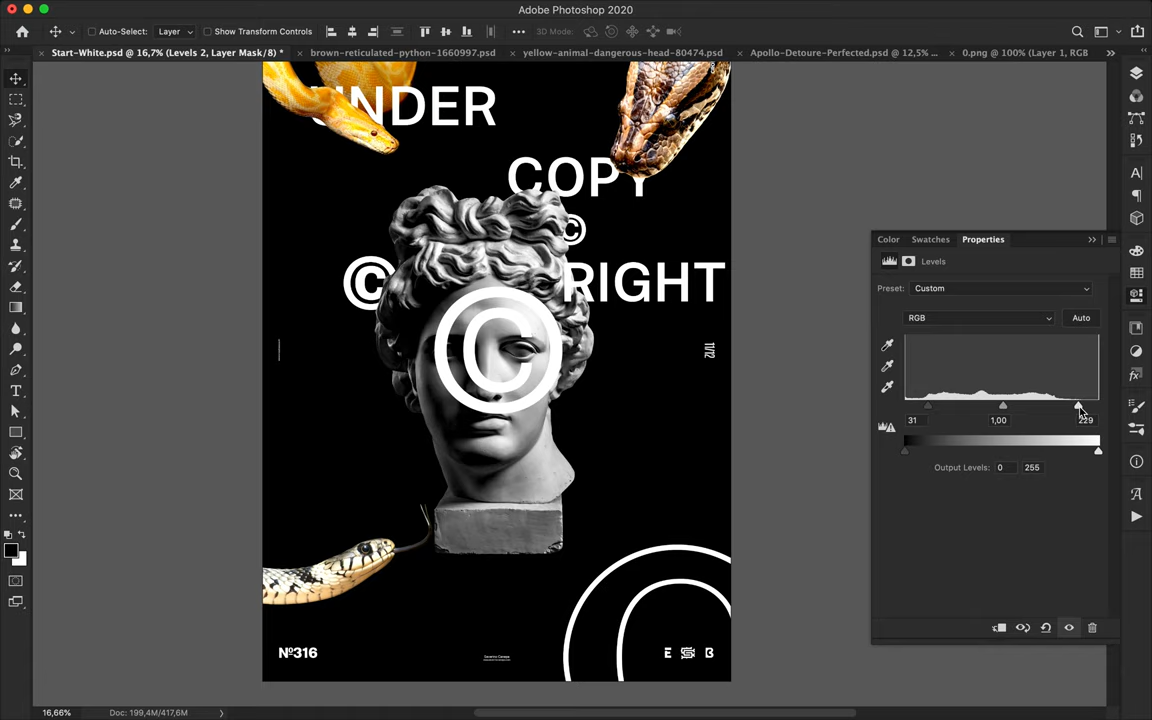 Adobe Photoshop 2020
Auto-Select: Layer Show Transform Controls 3D Mode:
Start-White.psd @ 16,7% (Levels 2, Layer Mask/8) * brown-reticulated-python-1660997.psd yellow-animal-dangerous-head-80474.psd Apollo-Detoure-Perfected.psd @ 12,5% ... 0.png @ 100% (Layer 1, RGB
UNDER
COPY
©
© RIGHT
©
11/12
Nº316
E B
Color Swatches Properties
Levels
Preset: Custom
RGB Auto
31 1,00 229
Output Levels: 0 255
16,66% Doc: 199,4M/417,6M